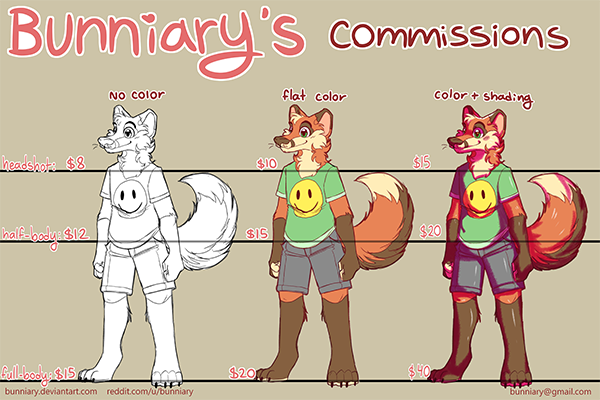 Bunniary's Commissions
no color
flat color
color + shading
headshot: $8
$10
$15
half-body: $12
$15
$20
full-body: $15
$20
$40
bunniary.deviantart.com reddit.com/u/bunniary
bunniary@gmail.com